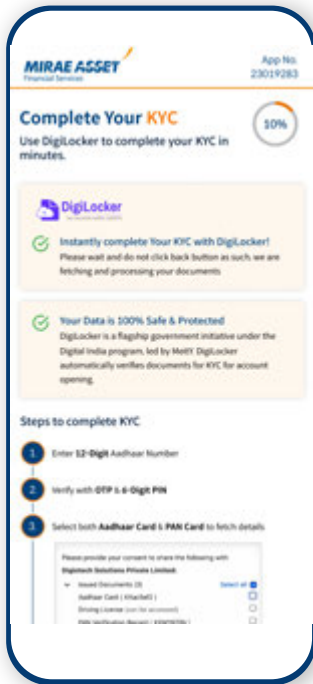 MIRAE ASSET
Financial Services
App No.
23019283
Complete Your KYC
10%
Use DigiLocker to complete your KYC in
minutes.
DigiLocker
Instantly complete Your KYC with DigiLocker!
Please wait and do not click back button as such, we are
fetching and processing your documents
Your Data is 100% Safe & Protected
DigiLocker is a flagship government initiative under the
Digital India program, led by MeitY DigiLocker
automatically verifies documents for KYC for account
opening.
Steps to complete KYC
1 Enter 12-Digit Aadhaar Number
2 Verify with OTP & 6-Digit PIN
3 Select both Aadhaar Card & PAN Card to fetch details
Please provide your consent to share the following with
Digiotech Solutions Private Limited:
Issued Documents (3)
Select all
Aadhaar Card (
Driving License (can be accessed)
PAN Verification Record (